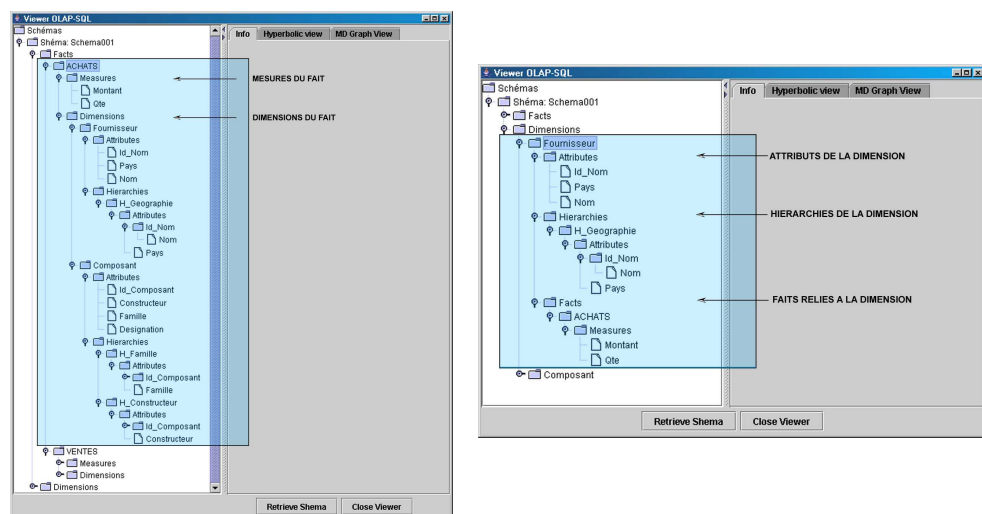 Viewer OLAP-SQL
Schémas
Shéma: Schema001
Facts
ACHATS
Measures
Montant
Qte
Dimensions
Fournisseur
Attributes
Id_Nom
Pays
Nom
Hierarchies
H_Geographie
Attributes
Id_Nom
Nom
Pays
Composant
Attributes
Id_Composant
Constructeur
Famille
Designation
Hierarchies
H_Famille
Attributes
Id_Composant
Famille
H_Constructeur
Attributes
Id_Composant
Constructeur
VENTES
Measures
Dimensions
Dimensions
Info Hyperbolic view MD Graph View
MESURES DU FAIT
DIMENSIONS DU FAIT
Retrieve Shema Close Viewer
Viewer OLAP-SQL
Schémas
Shéma: Schema001
Facts
Dimensions
Fournisseur
Attributes
Id_Nom
Pays
Nom
Hierarchies
H_Geographie
Attributes
Id_Nom
Nom
Pays
Facts
ACHATS
Measures
Montant
Qte
Composant
Info Hyperbolic view MD Graph View
ATTRIBUTS DE LA DIMENSION
HIERARCHIES DE LA DIMENSION
FAITS RELIES A LA DIMENSION
Retrieve Shema Close Viewer